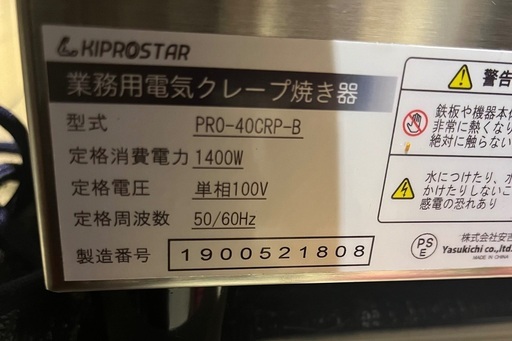 KIPROSTAR
業務用電気クレープ焼き器
型式 PRO-40CRP-B
定格消費電力 1400W
定格電圧 単相100V
定格周波数 50/60Hz
製造番号 1900521808
警告
鉄板や機器本体
非常に熱くな
絶対に触らない
水につけたり、水
かけたりしないこ
感電の恐れあり
PS
E
株式会社安吉
Yasukichi co.,ltd.
MADE IN CHINA